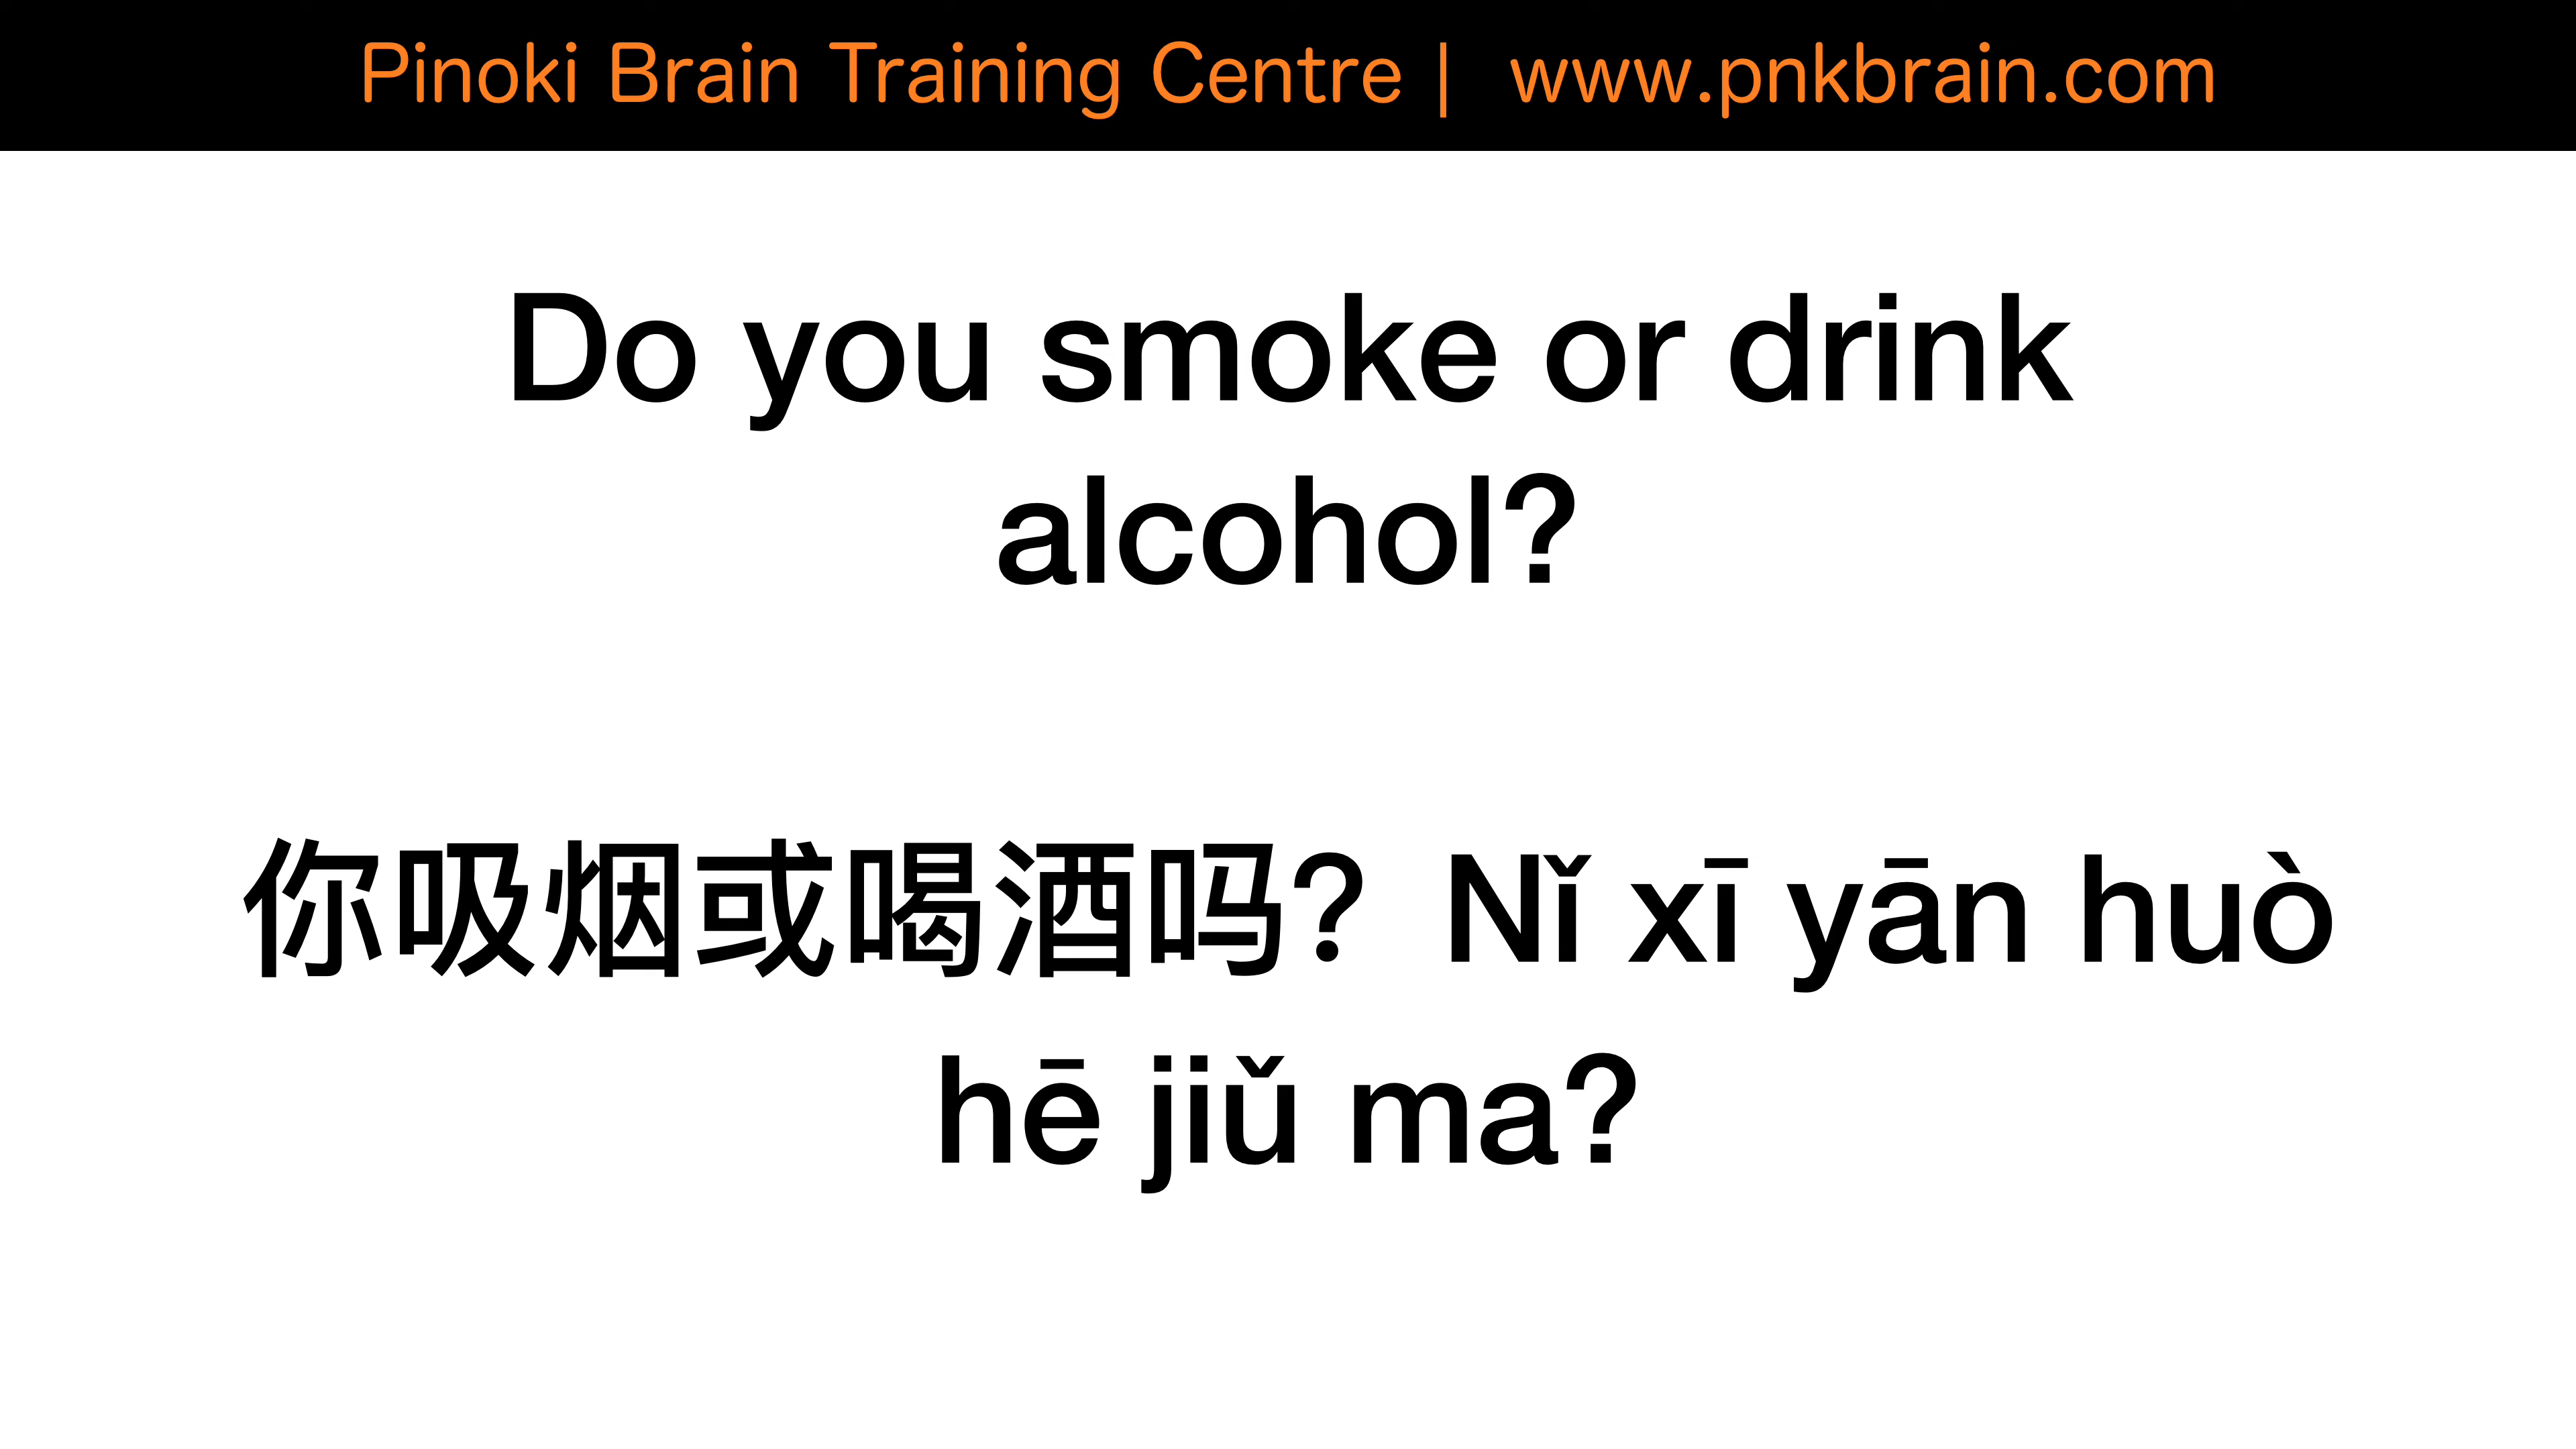 Pinoki Brain Training Centre | www.pnkbrain.com
Do you smoke or drink
alcohol?
你吸烟或喝酒吗？Nǐ xī yān huò
hē jiǔ ma?